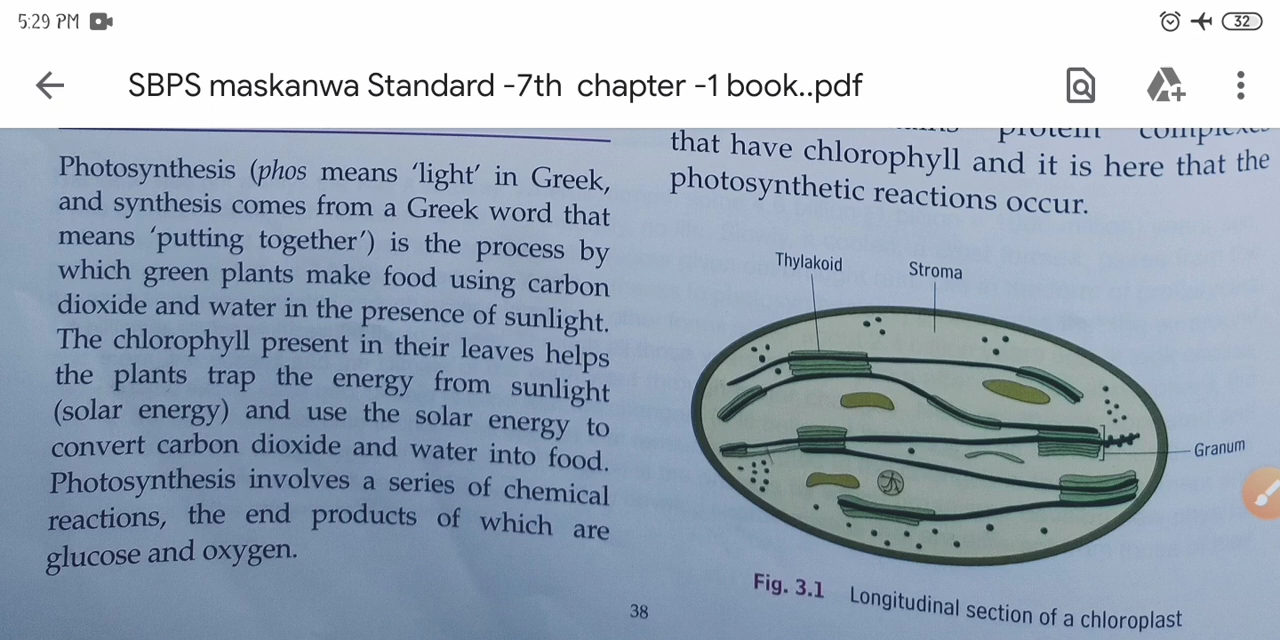 5:29 PM
32
SBPS maskanwa Standard -7th chapter -1 book..pdf
Photosynthesis (phos means ‘light’ in Greek,
and synthesis comes from a Greek word that
means ‘putting together’) is the process by
which green plants make food using carbon
dioxide and water in the presence of sunlight.
The chlorophyll present in their leaves helps
the plants trap the energy from sunlight
(solar energy) and use the solar energy to
convert carbon dioxide and water into food.
Photosynthesis involves a series of chemical
reactions, the end products of which are
glucose and oxygen.
38
protein complexes
that have chlorophyll and it is here that the
photosynthetic reactions occur.
Thylakoid
Stroma
Granum
Fig. 3.1 Longitudinal section of a chloroplast